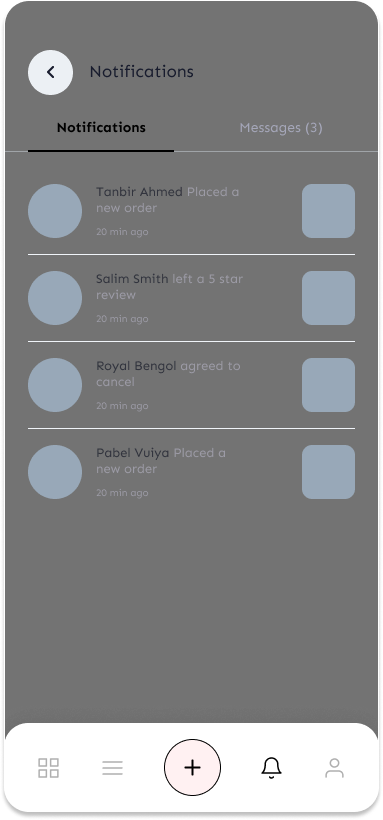 Notifications
Notifications
Messages (3)
Tanbir Ahmed Placed a
new order
20 min ago
Salim Smith left a 5 star
review
20 min ago
Royal Bengol agreed to
cancel
20 min ago
Pabel Vuiya Placed a
new order
20 min ago